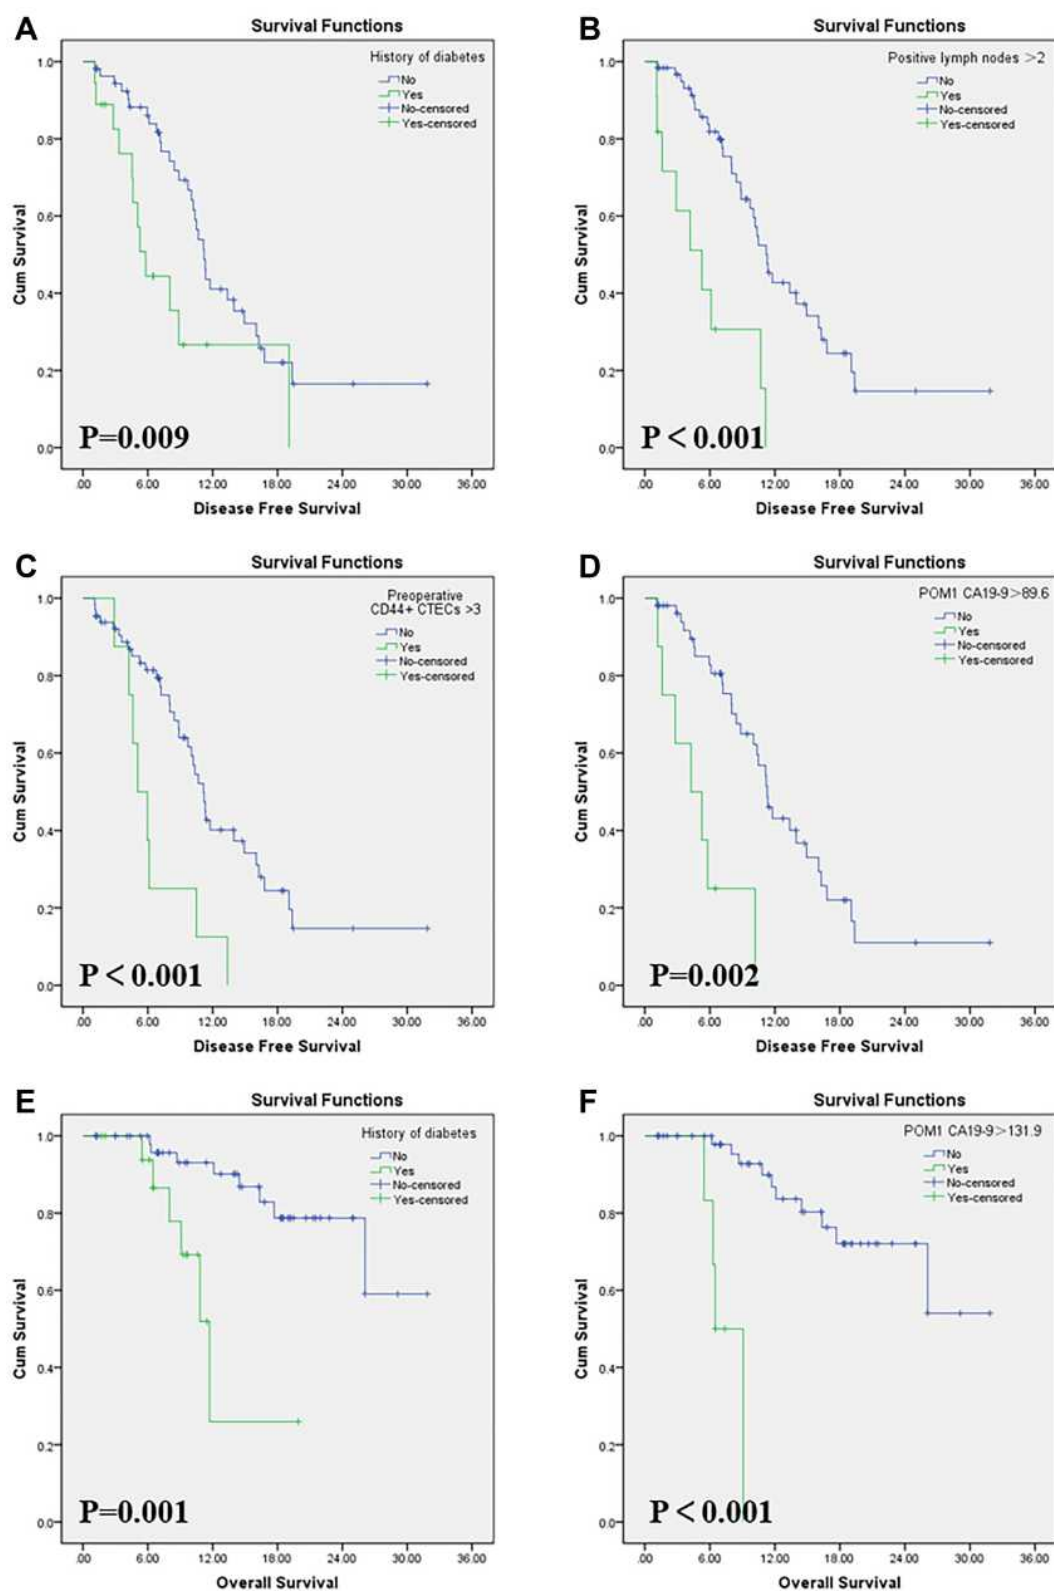 A
Survival Functions
History of diabetes
No
Yes
No-censored
Yes-censored
Cum Survival
1.0
0.8
0.6
0.4
0.2
0.0
P=0.009
.00 6.00 12.00 18.00 24.00 30.00 36.00
Disease Free Survival
B
Survival Functions
Positive lymph nodes >2
No
Yes
No-censored
Yes-censored
Cum Survival
1.0
0.8
0.6
0.4
0.2
0.0
P<0.001
.00 6.00 12.00 18.00 24.00 30.00 36.00
Disease Free Survival
C
Survival Functions
Preoperative
CD44+ CTECs >3
No
Yes
No-censored
Yes-censored
Cum Survival
1.0
0.8
0.6
0.4
0.2
0.0
P<0.001
.00 6.00 12.00 18.00 24.00 30.00 36.00
Disease Free Survival
D
Survival Functions
POM1 CA19-9>89.6
No
Yes
No-censored
Yes-censored
Cum Survival
1.0
0.8
0.6
0.4
0.2
0.0
P=0.002
.00 6.00 12.00 18.00 24.00 30.00 36.00
Disease Free Survival
E
Survival Functions
History of diabetes
No
Yes
No-censored
Yes-censored
Cum Survival
1.0
0.8
0.6
0.4
0.2
0.0
P=0.001
.00 6.00 12.00 18.00 24.00 30.00 36.00
Overall Survival
F
Survival Functions
POM1 CA19-9>131.9
No
Yes
No-censored
Yes-censored
Cum Survival
1.0
0.8
0.6
0.4
0.2
0.0
P<0.001
.00 6.00 12.00 18.00 24.00 30.00 36.00
Overall Survival